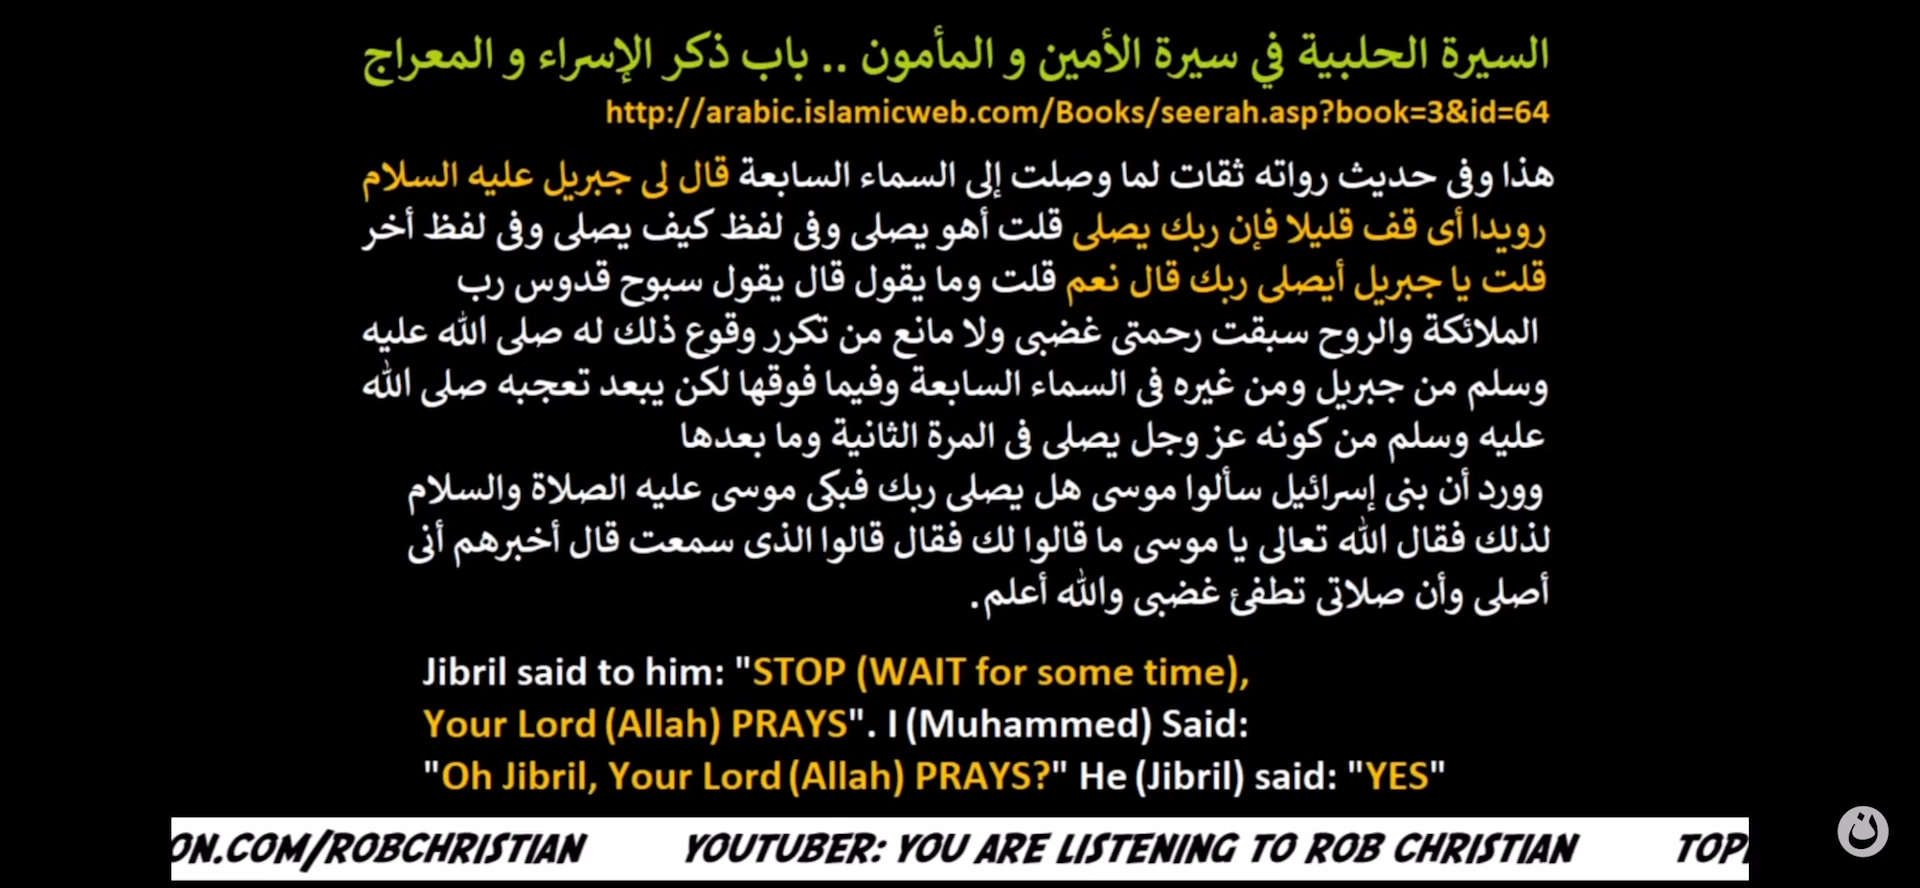 السيرة الحلبية في سيرة الأمين و المأمون .. باب ذكر الإسراء و المعراج
http://arabic.islamicweb.com/Books/seerah.asp?book=3&id=64
هذا وفى حديث رواته ثقات لما وصلت إلى السماء السابعة قال لى جبريل عليه السلام
رويدا أى قف قليلا فإن ربك يصلى قلت أهو يصلى وفى لفظ كيف يصلى وفى لفظ أخر
قلت يا جبريل أيصلى ربك قال نعم قلت وما يقول قال يقول سبوح قدوس رب
الملائكة والروح سبقت رحمتى غضبى ولا مانع من تكرر وقوع ذلك له صلى الله عليه
وسلم من جبريل ومن غيره فى السماء السابعة وفيما فوقها لكن يبعد تعجبه صلى الله
عليه وسلم من كونه عز وجل يصلى فى المرة الثانية وما بعدها
وورد أن بنى إسرائيل سألوا موسى هل يصلى ربك فبكى موسى عليه الصلاة والسلام
لذلك فقال الله تعالى يا موسى ما قالوا لك فقال قالوا الذى سمعت قال أخبرهم أنى
أصلى وأن صلاتى تطفئ غضبى والله أعلم.
Jibril said to him: "STOP (WAIT for some time),
Your Lord (Allah) PRAYS". I (Muhammed) Said:
"Oh Jibril, Your Lord (Allah) PRAYS?" He (Jibril) said: "YES"
ON.COM/ROBCHRISTIAN YOUTUBER: YOU ARE LISTENING TO ROB CHRISTIAN TOP
ن